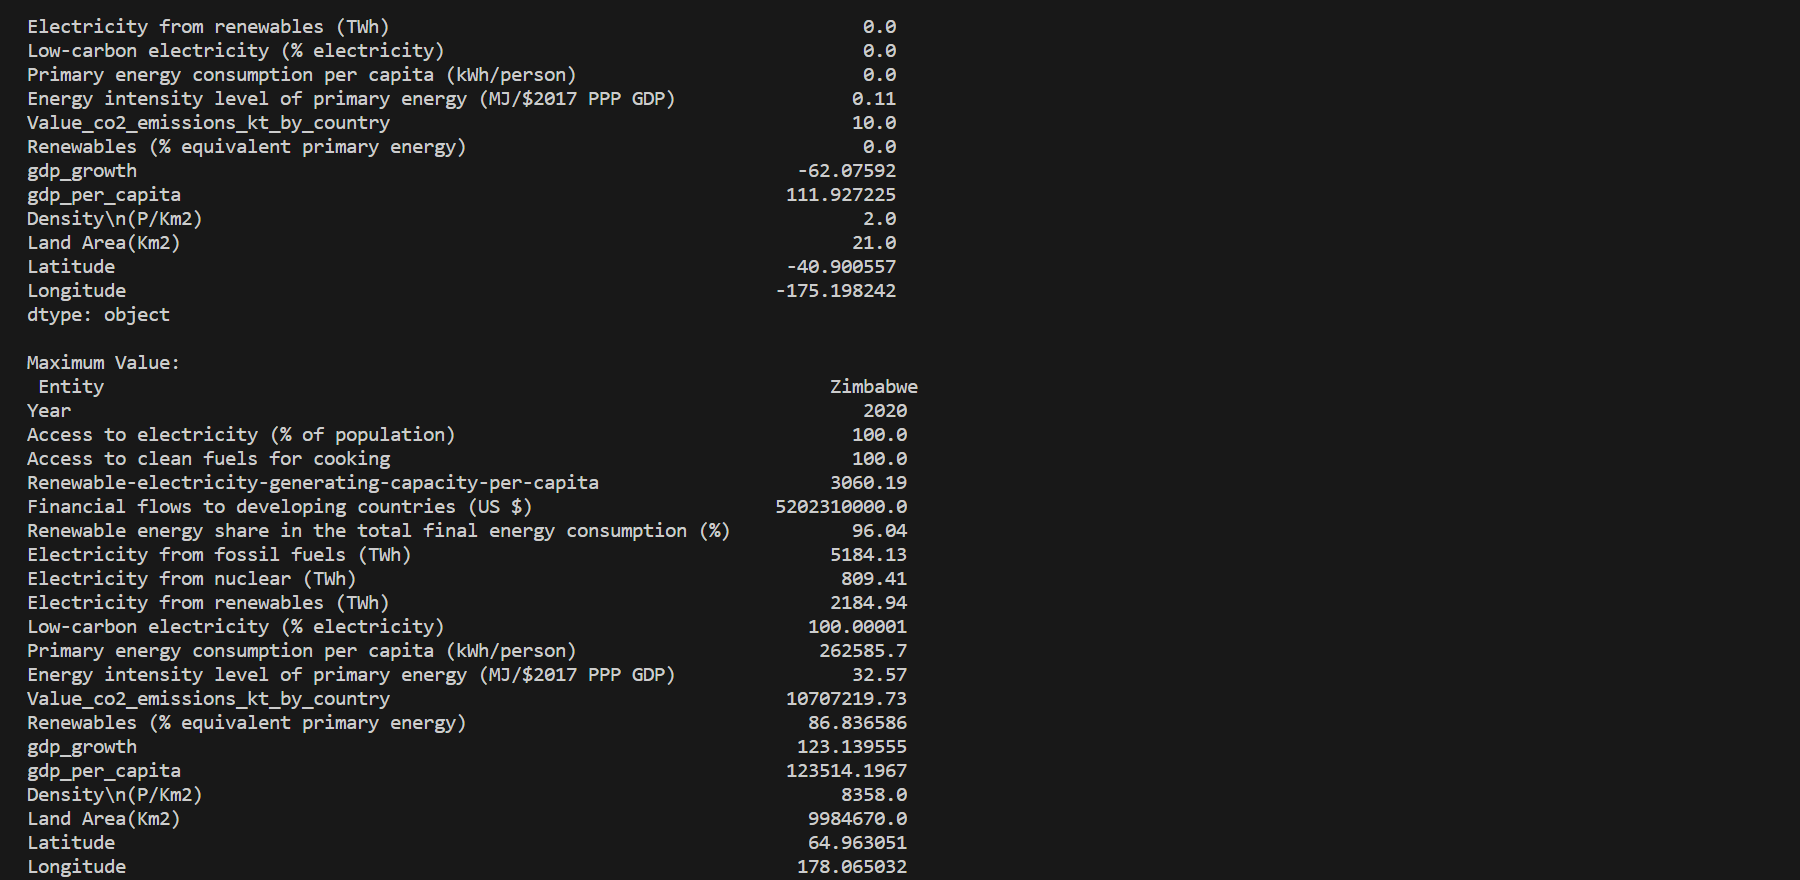 Electricity from renewables (TWh) 0.0
Low-carbon electricity (% electricity) 0.0
Primary energy consumption per capita (kWh/person) 0.0
Energy intensity level of primary energy (MJ/$2017 PPP GDP) 0.11
Value_co2_emissions_kt_by_country 10.0
Renewables (% equivalent primary energy) 0.0
gdp_growth -62.07592
gdp_per_capita 111.927225
Density\n(P/Km2) 2.0
Land Area(Km2) 21.0
Latitude -40.900557
Longitude -175.198242
dtype: object
Maximum Value:
Entity Zimbabwe
Year 2020
Access to electricity (% of population) 100.0
Access to clean fuels for cooking 100.0
Renewable-electricity-generating-capacity-per-capita 3060.19
Financial flows to developing countries (US $) 5202310000.0
Renewable energy share in the total final energy consumption (%) 96.04
Electricity from fossil fuels (TWh) 5184.13
Electricity from nuclear (TWh) 809.41
Electricity from renewables (TWh) 2184.94
Low-carbon electricity (% electricity) 100.00001
Primary energy consumption per capita (kWh/person) 262585.7
Energy intensity level of primary energy (MJ/$2017 PPP GDP) 32.57
Value_co2_emissions_kt_by_country 10707219.73
Renewables (% equivalent primary energy) 86.836586
gdp_growth 123.139555
gdp_per_capita 123514.1967
Density\n(P/Km2) 8358.0
Land Area(Km2) 9984670.0
Latitude 64.963051
Longitude 178.065032